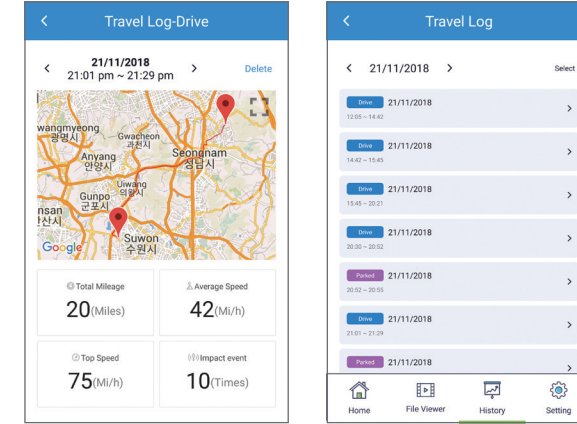 Travel Log-Drive
21/11/2018
21:01 pm ~ 21:29 pm
Delete
wangmyeong
광명시
Gwacheon
과천시
Anyang
안양시
Seongnam
성남시
Uiwang
의왕시
Gunpo
군포시
nsan
산시
Suwon
수원시
Google
Total Mileage
20(Miles)
Average Speed
42(Mi/h)
Top Speed
75(Mi/h)
Impact event
10(Times)
Travel Log
21/11/2018
Select
Drive 21/11/2018
12:05 ~ 14:42
Drive 21/11/2018
14:42 ~ 15:45
Drive 21/11/2018
15:45 ~ 20:21
Drive 21/11/2018
20:30 ~ 20:52
Parked 21/11/2018
20:52 ~ 20:55
Drive 21/11/2018
21:01 ~ 21:29
Parked 21/11/2018
Home
File Viewer
History
Setting